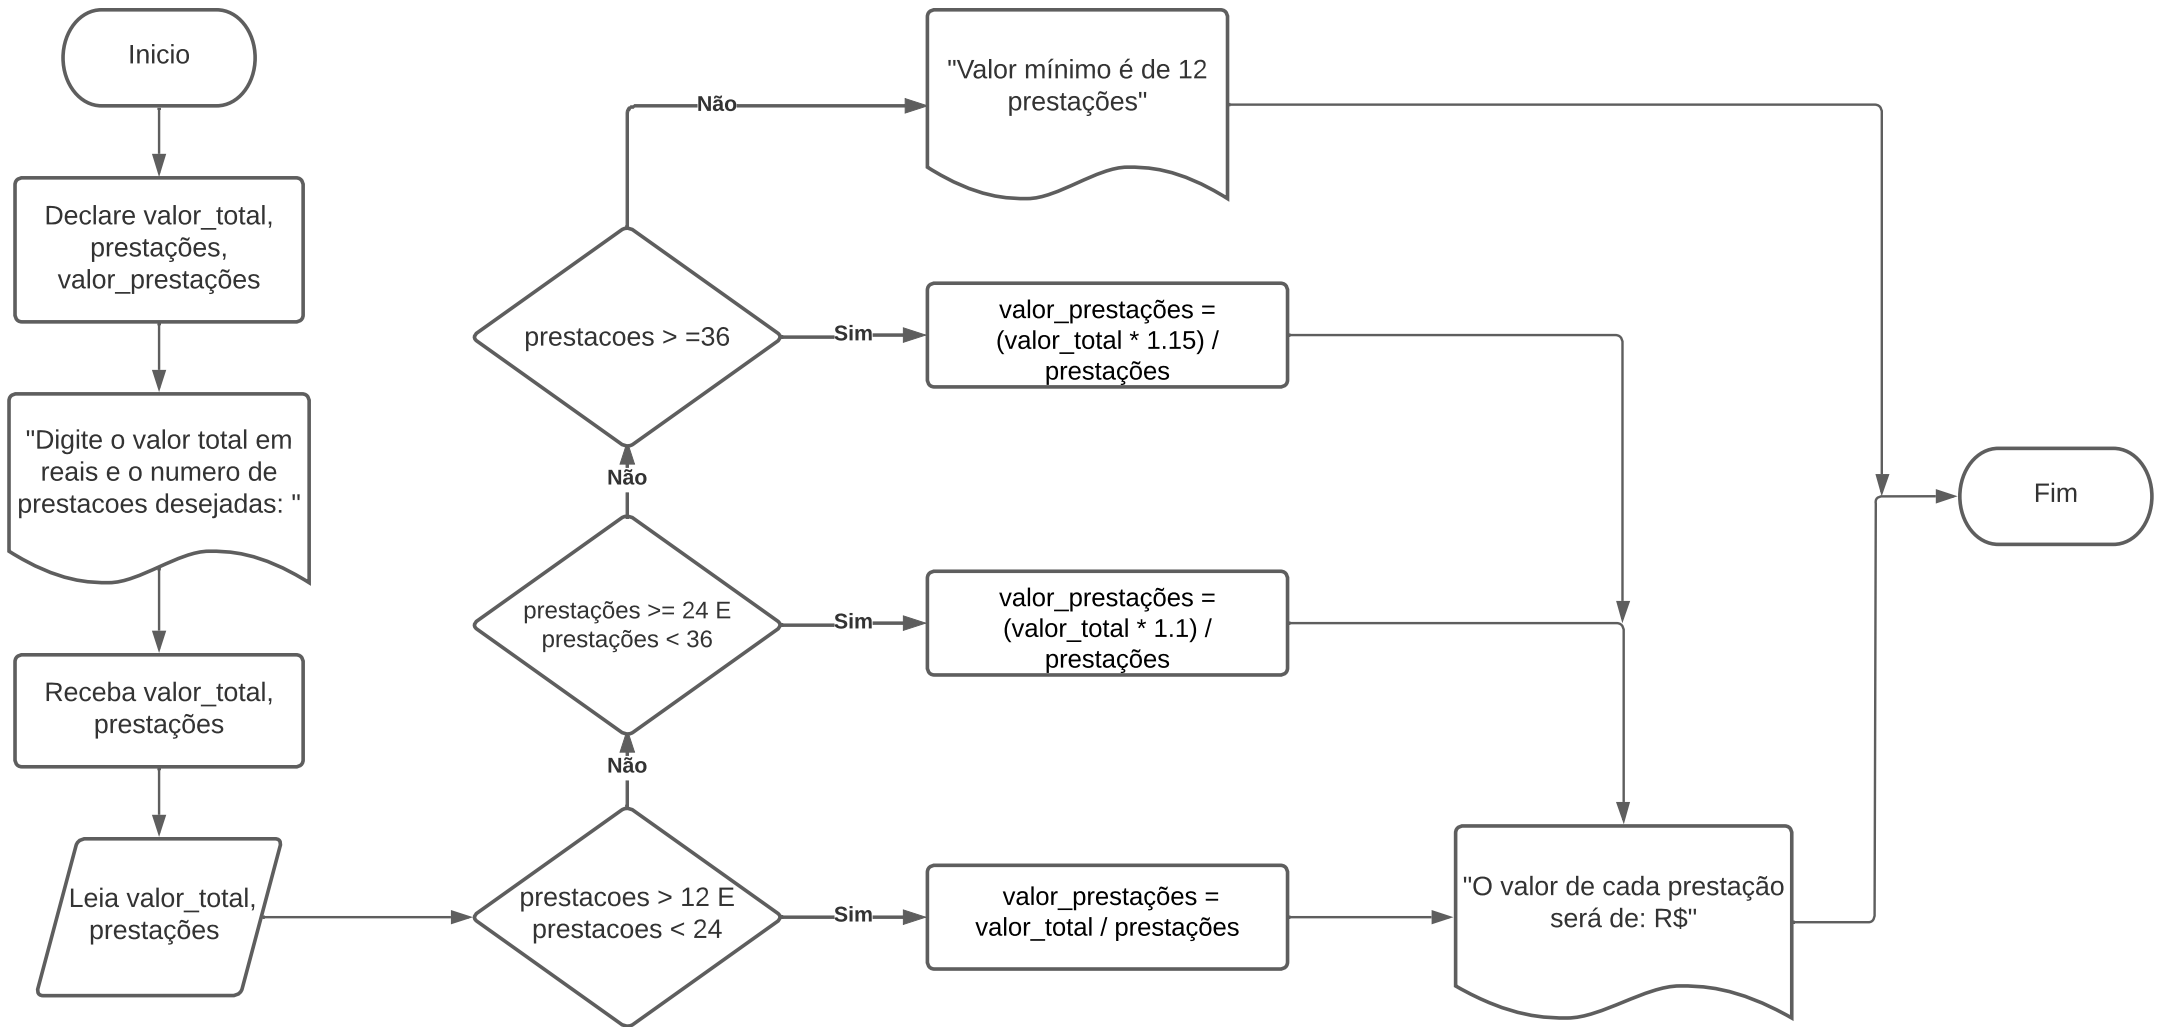 Inicio
Declare valor_total,
prestações,
valor_prestações
"Digite o valor total em
reais e o numero de
prestacoes desejadas: "
Receba valor_total,
prestações
Leia valor_total,
prestações
prestacoes > 12 E
prestacoes < 24
Não
Sim
valor_prestações =
valor_total / prestações
prestações >= 24 E
prestações < 36
Não
Sim
valor_prestações =
(valor_total * 1.1) /
prestações
prestacoes > =36
Não
Sim
valor_prestações =
(valor_total * 1.15) /
prestações
"Valor mínimo é de 12
prestações"
"O valor de cada prestação
será de: R$"
Fim